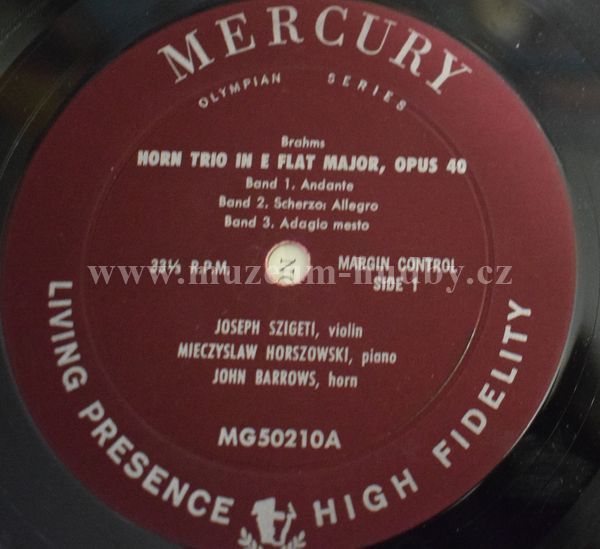 MERCURY
OLYMPIAN SERIES
Brahms
HORN TRIO IN E FLAT MAJOR, OPUS 40
Band 1. Andante
Band 2. Scherzo: Allegro
Band 3. Adagio mesto
33⅓ R.P.M.
MARGIN CONTROL
SIDE 1
www.muzeum-hudby.cz
JOSEPH SZIGETI, violin
MIECZYSLAW HORSZOWSKI, piano
JOHN BARROWS, horn
MG50210A
LIVING PRESENCE HIGH FIDELITY